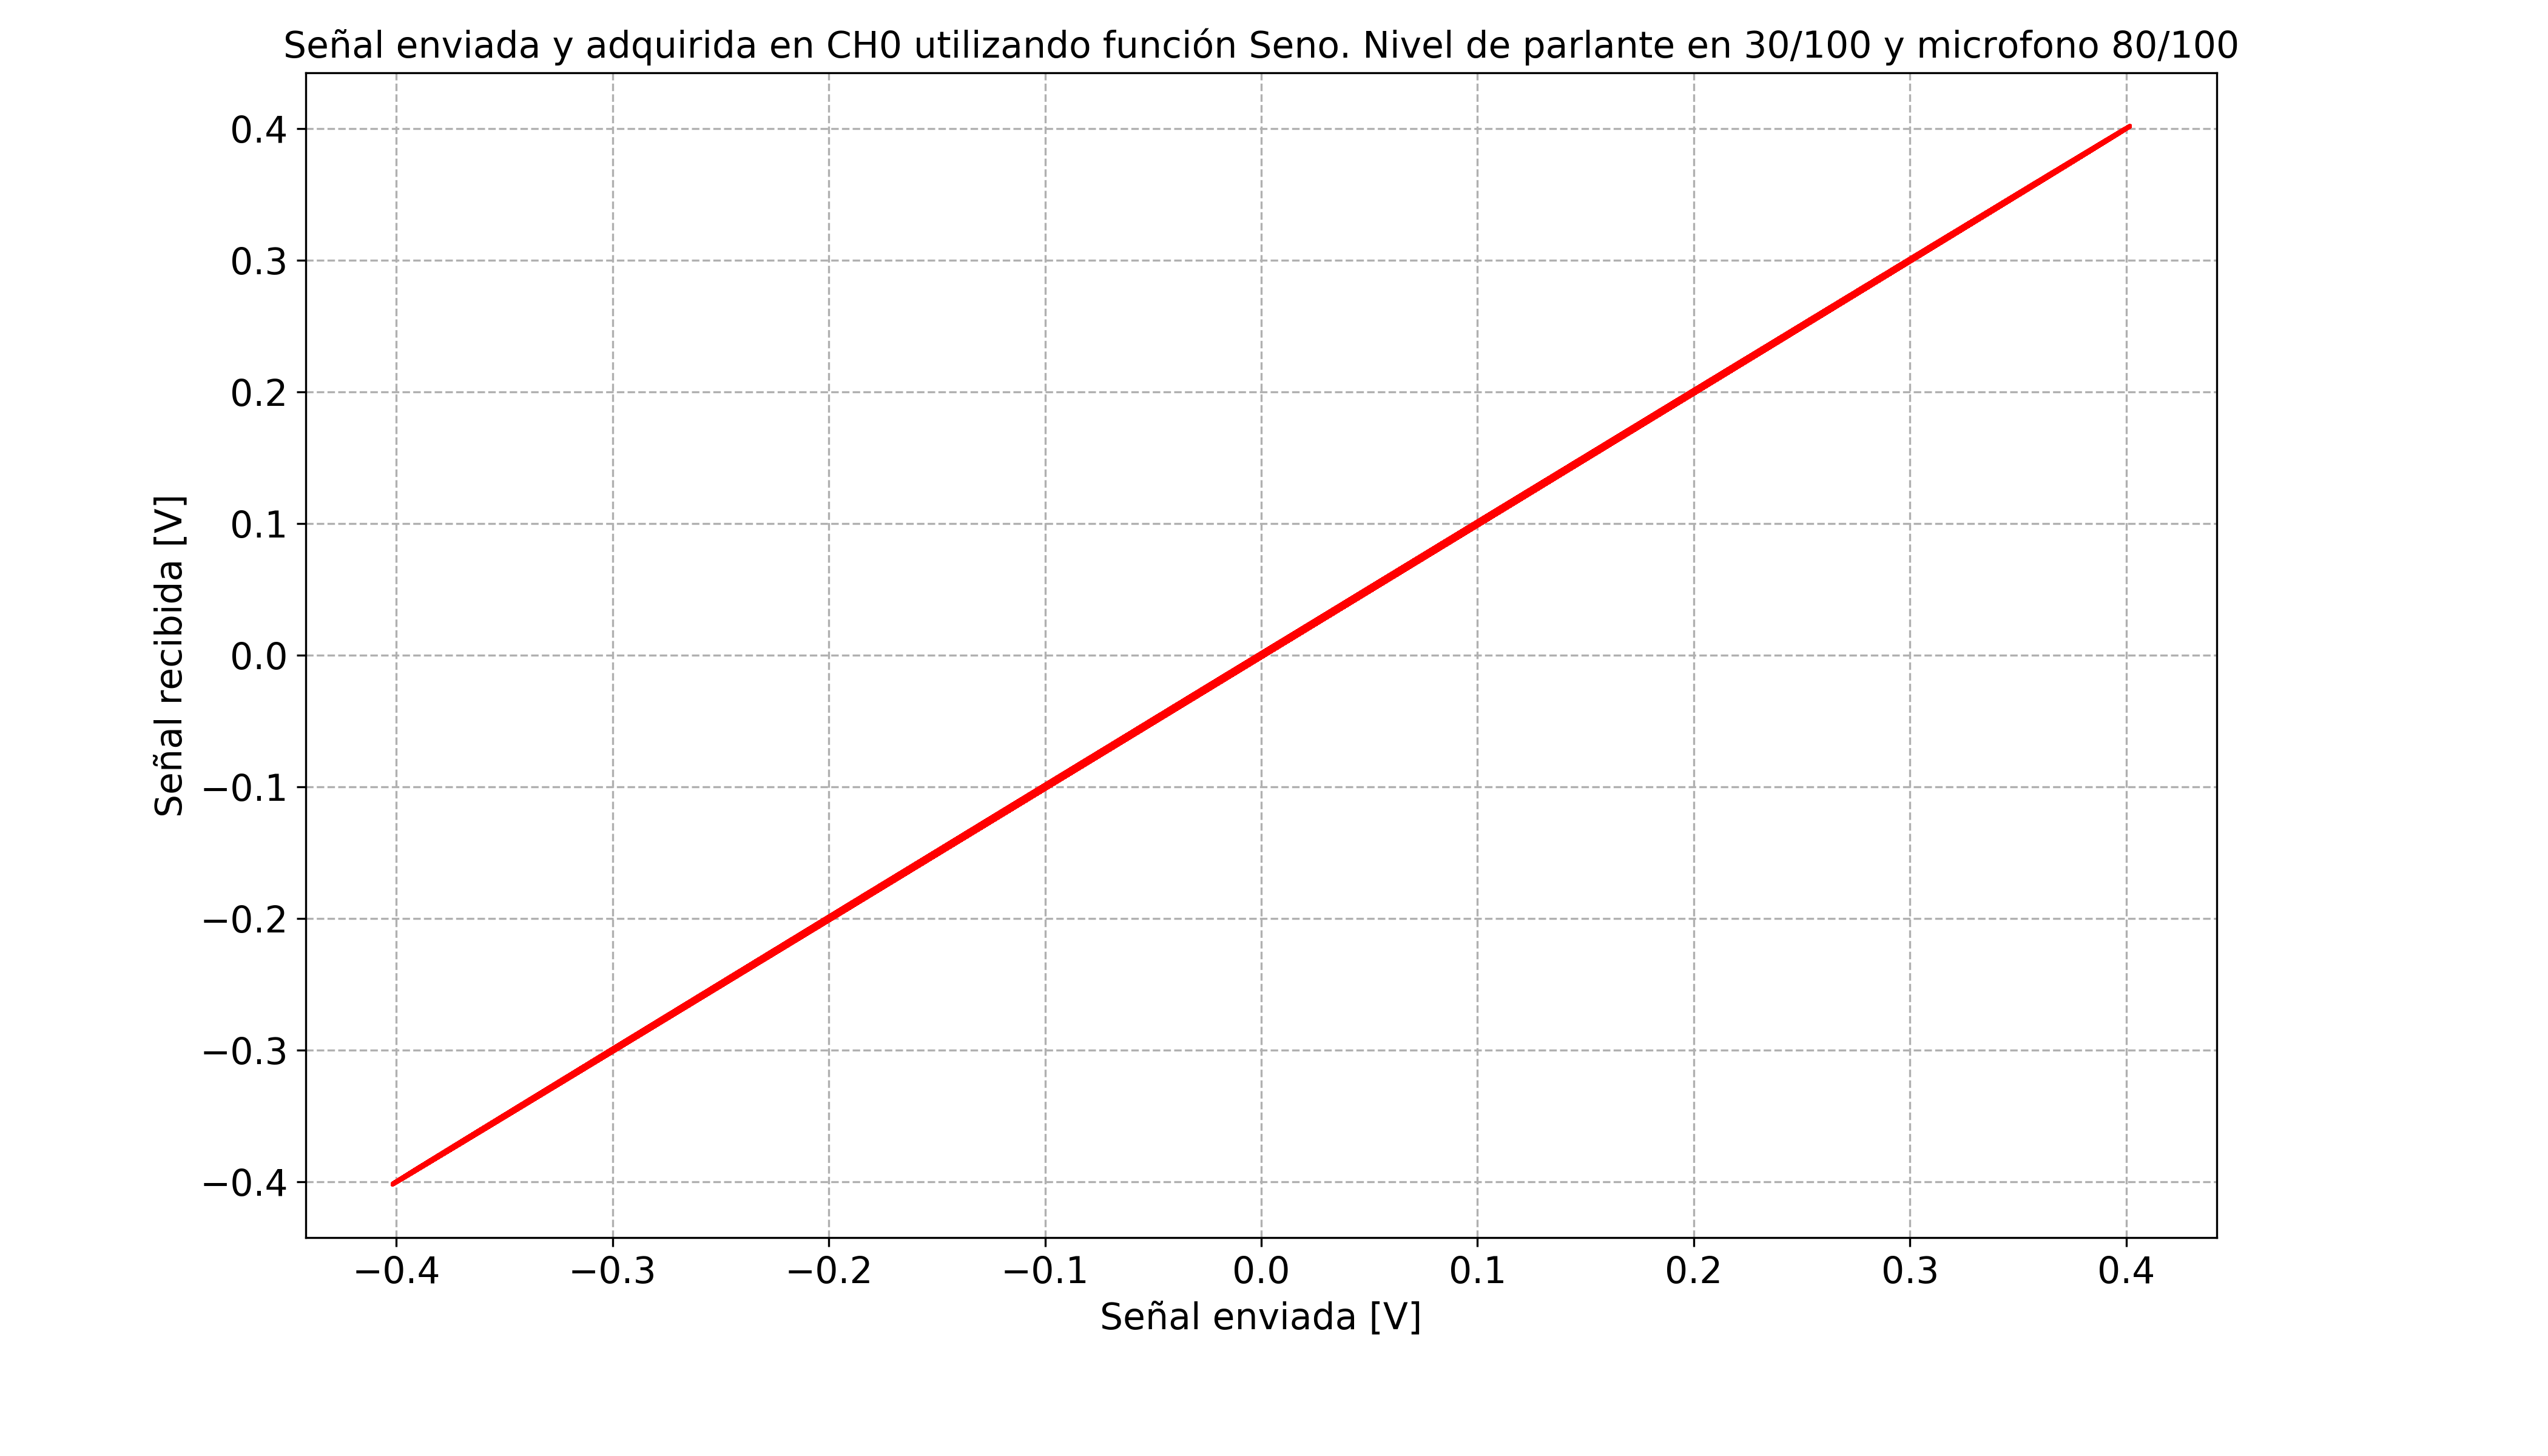 Señal enviada y adquirida en CH0 utilizando función Seno. Nivel de parlante en 30/100 y microfono 80/100
Señal recibida [V]
0.4
0.3
0.2
0.1
0.0
−0.1
−0.2
−0.3
−0.4
−0.4 −0.3 −0.2 −0.1 0.0 0.1 0.2 0.3 0.4
Señal enviada [V]